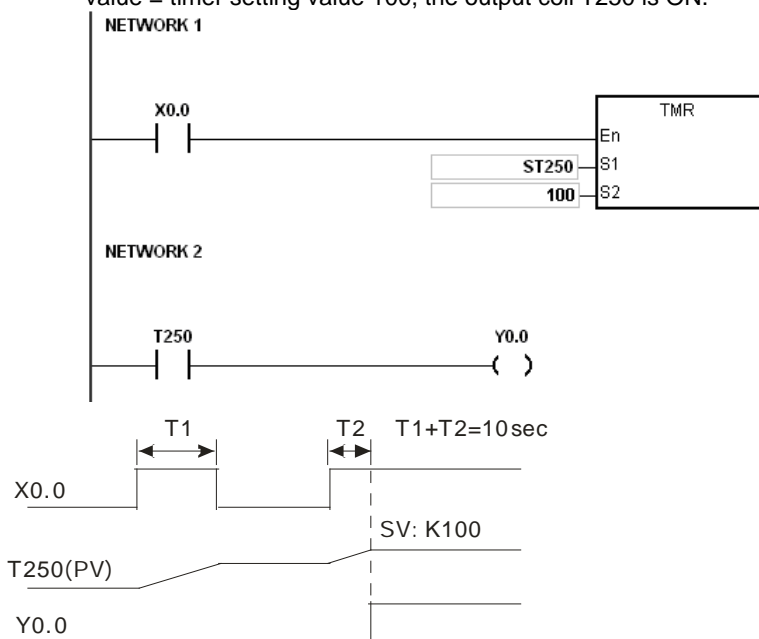 value = timer setting value 100, the output coil T250 is ON.
NETWORK 1
X0.0
TMR
En
ST250 S1
100 S2
NETWORK 2
T250 Y0.0
T1 T2 T1+T2=10sec
X0.0
SV: K100
T250(PV)
Y0.0